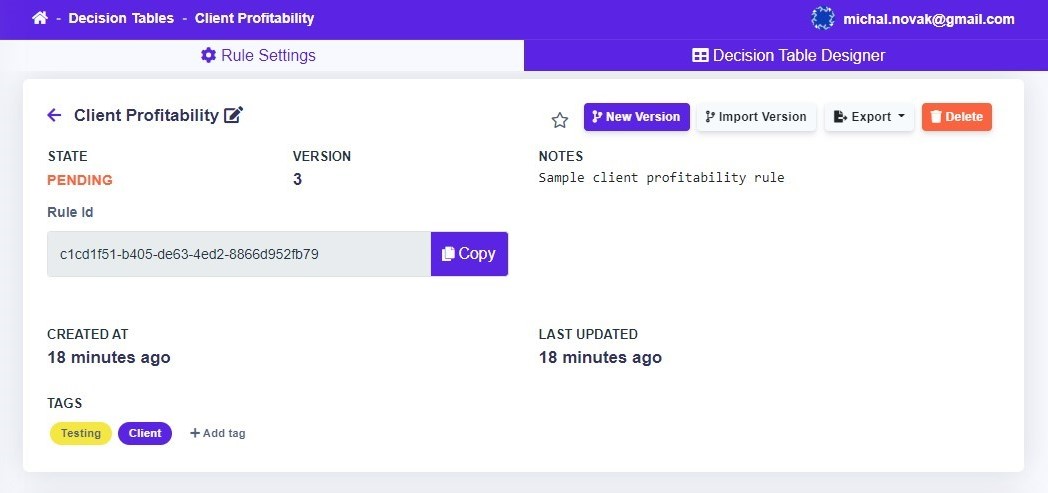 - Decision Tables - Client Profitability
michal.novak@gmail.com
Rule Settings
Decision Table Designer
Client Profitability
New Version
Import Version
Export
Delete
STATE
VERSION
NOTES
PENDING
3
Sample client profitability rule
Rule Id
c1cd1f51-b405-de63-4ed2-8866d952fb79
Copy
CREATED AT
LAST UPDATED
18 minutes ago
18 minutes ago
TAGS
Testing
Client
+ Add tag